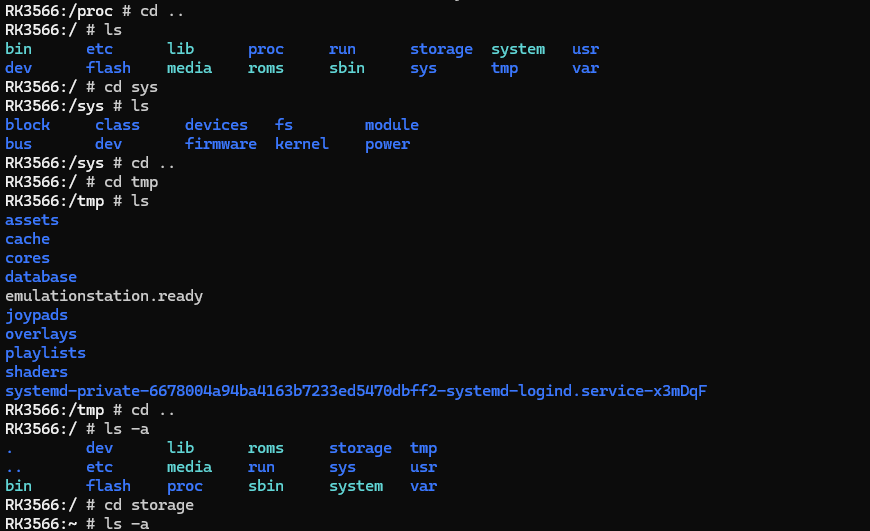 RK3566:/proc # cd ..
RK3566:/ # ls
bin etc lib proc run storage system usr
dev flash media roms sbin sys tmp var
RK3566:/ # cd sys
RK3566:/sys # ls
block class devices fs module
bus dev firmware kernel power
RK3566:/sys # cd ..
RK3566:/ # cd tmp
RK3566:/tmp # ls
assets
cache
cores
database
emulationstation.ready
joypads
overlays
playlists
shaders
systemd-private-6678004a94ba4163b7233ed5470dbff2-systemd-logind.service-x3mDqF
RK3566:/tmp # cd ..
RK3566:/ # ls -a
. dev lib roms storage tmp
.. etc media run sys usr
bin flash proc sbin system var
RK3566:/ # cd storage
RK3566:~ # ls -a